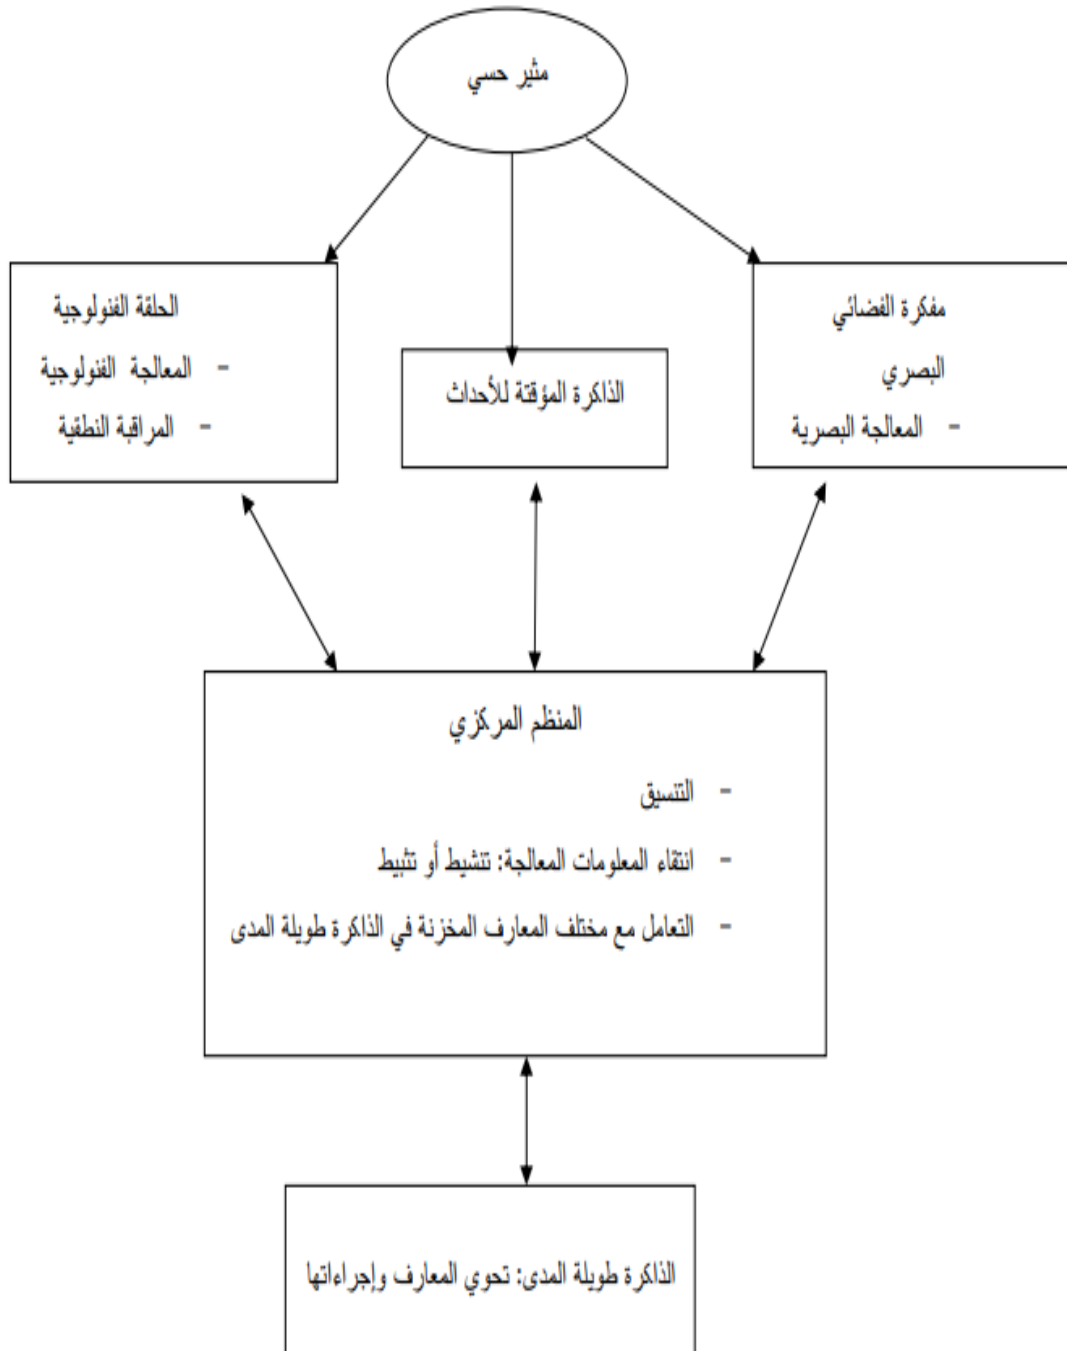 مثير حسي
مفكرة الفضائي
البصري
- المعالجة البصرية
الذاكرة المؤقتة للأحداث
الحلقة الفنولوجية
- المعالجة الفنولوجية
- المراقبة النطقية
المنظم المركزي
- التنسيق
- انتقاء المعلومات المعالجة: تنشيط أو تثبيط
- التعامل مع مختلف المعارف المخزنة في الذاكرة طويلة المدى
الذاكرة طويلة المدى: تحوي المعارف وإجراءاتها